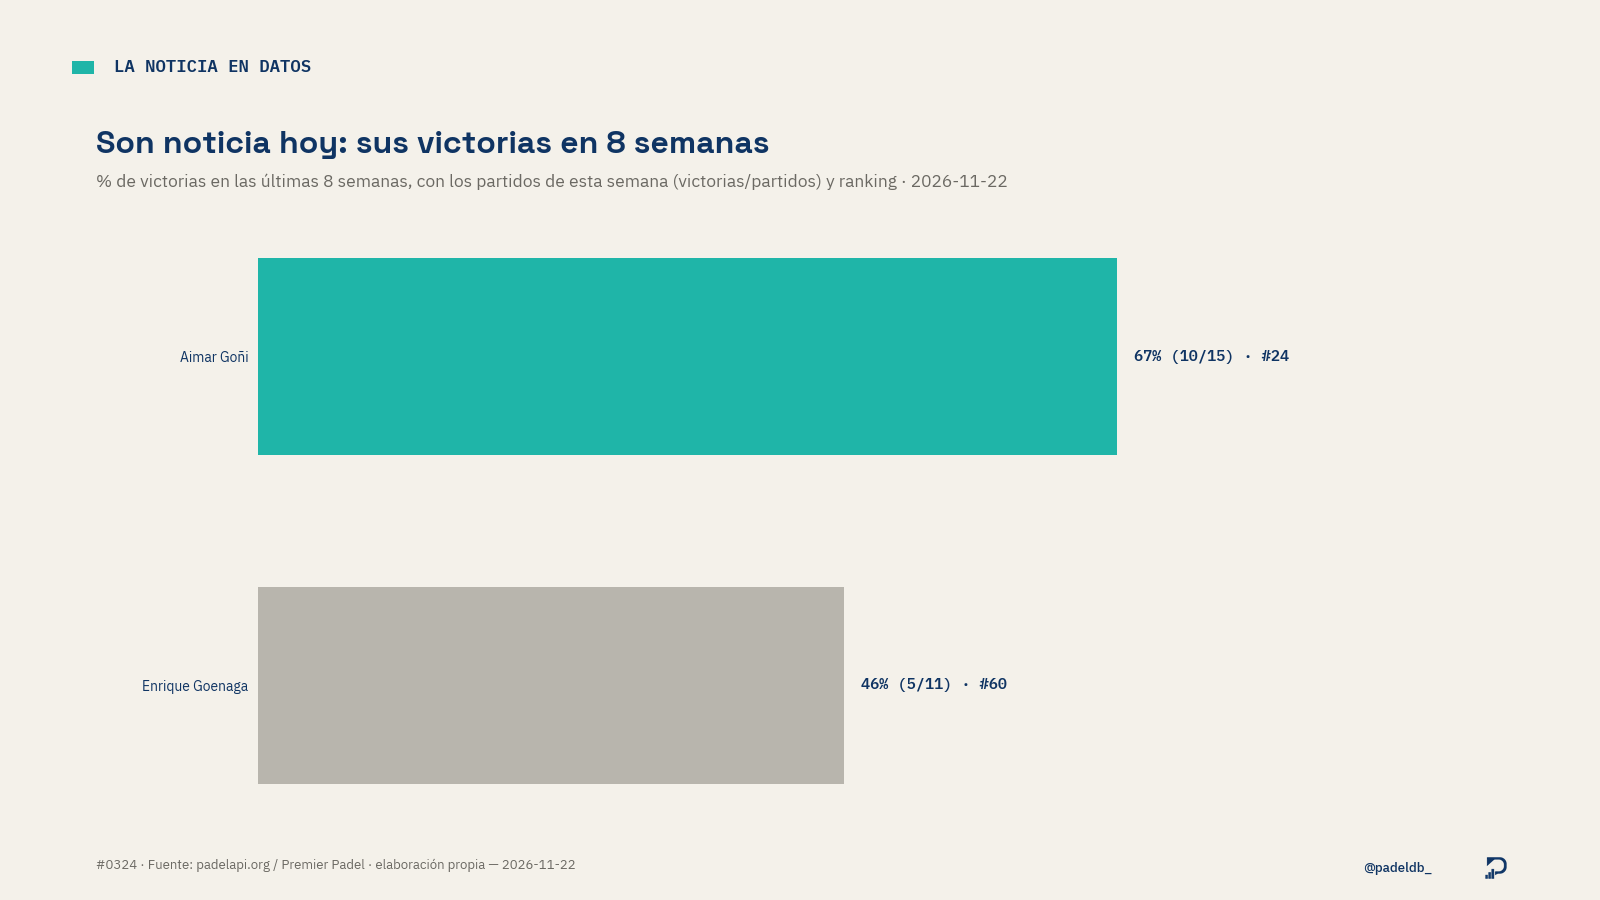 LA NOTICIA EN DATOS
Son noticia hoy: sus victorias en 8 semanas
% de victorias en las últimas 8 semanas, con los partidos de esta semana (victorias/partidos) y ranking · 2026-11-22
Aimar Goñi
67% (10/15) · #24
Enrique Goenaga
46% (5/11) · #60
#0324 · Fuente: padelapi.org / Premier Padel · elaboración propia — 2026-11-22
@padeldb_